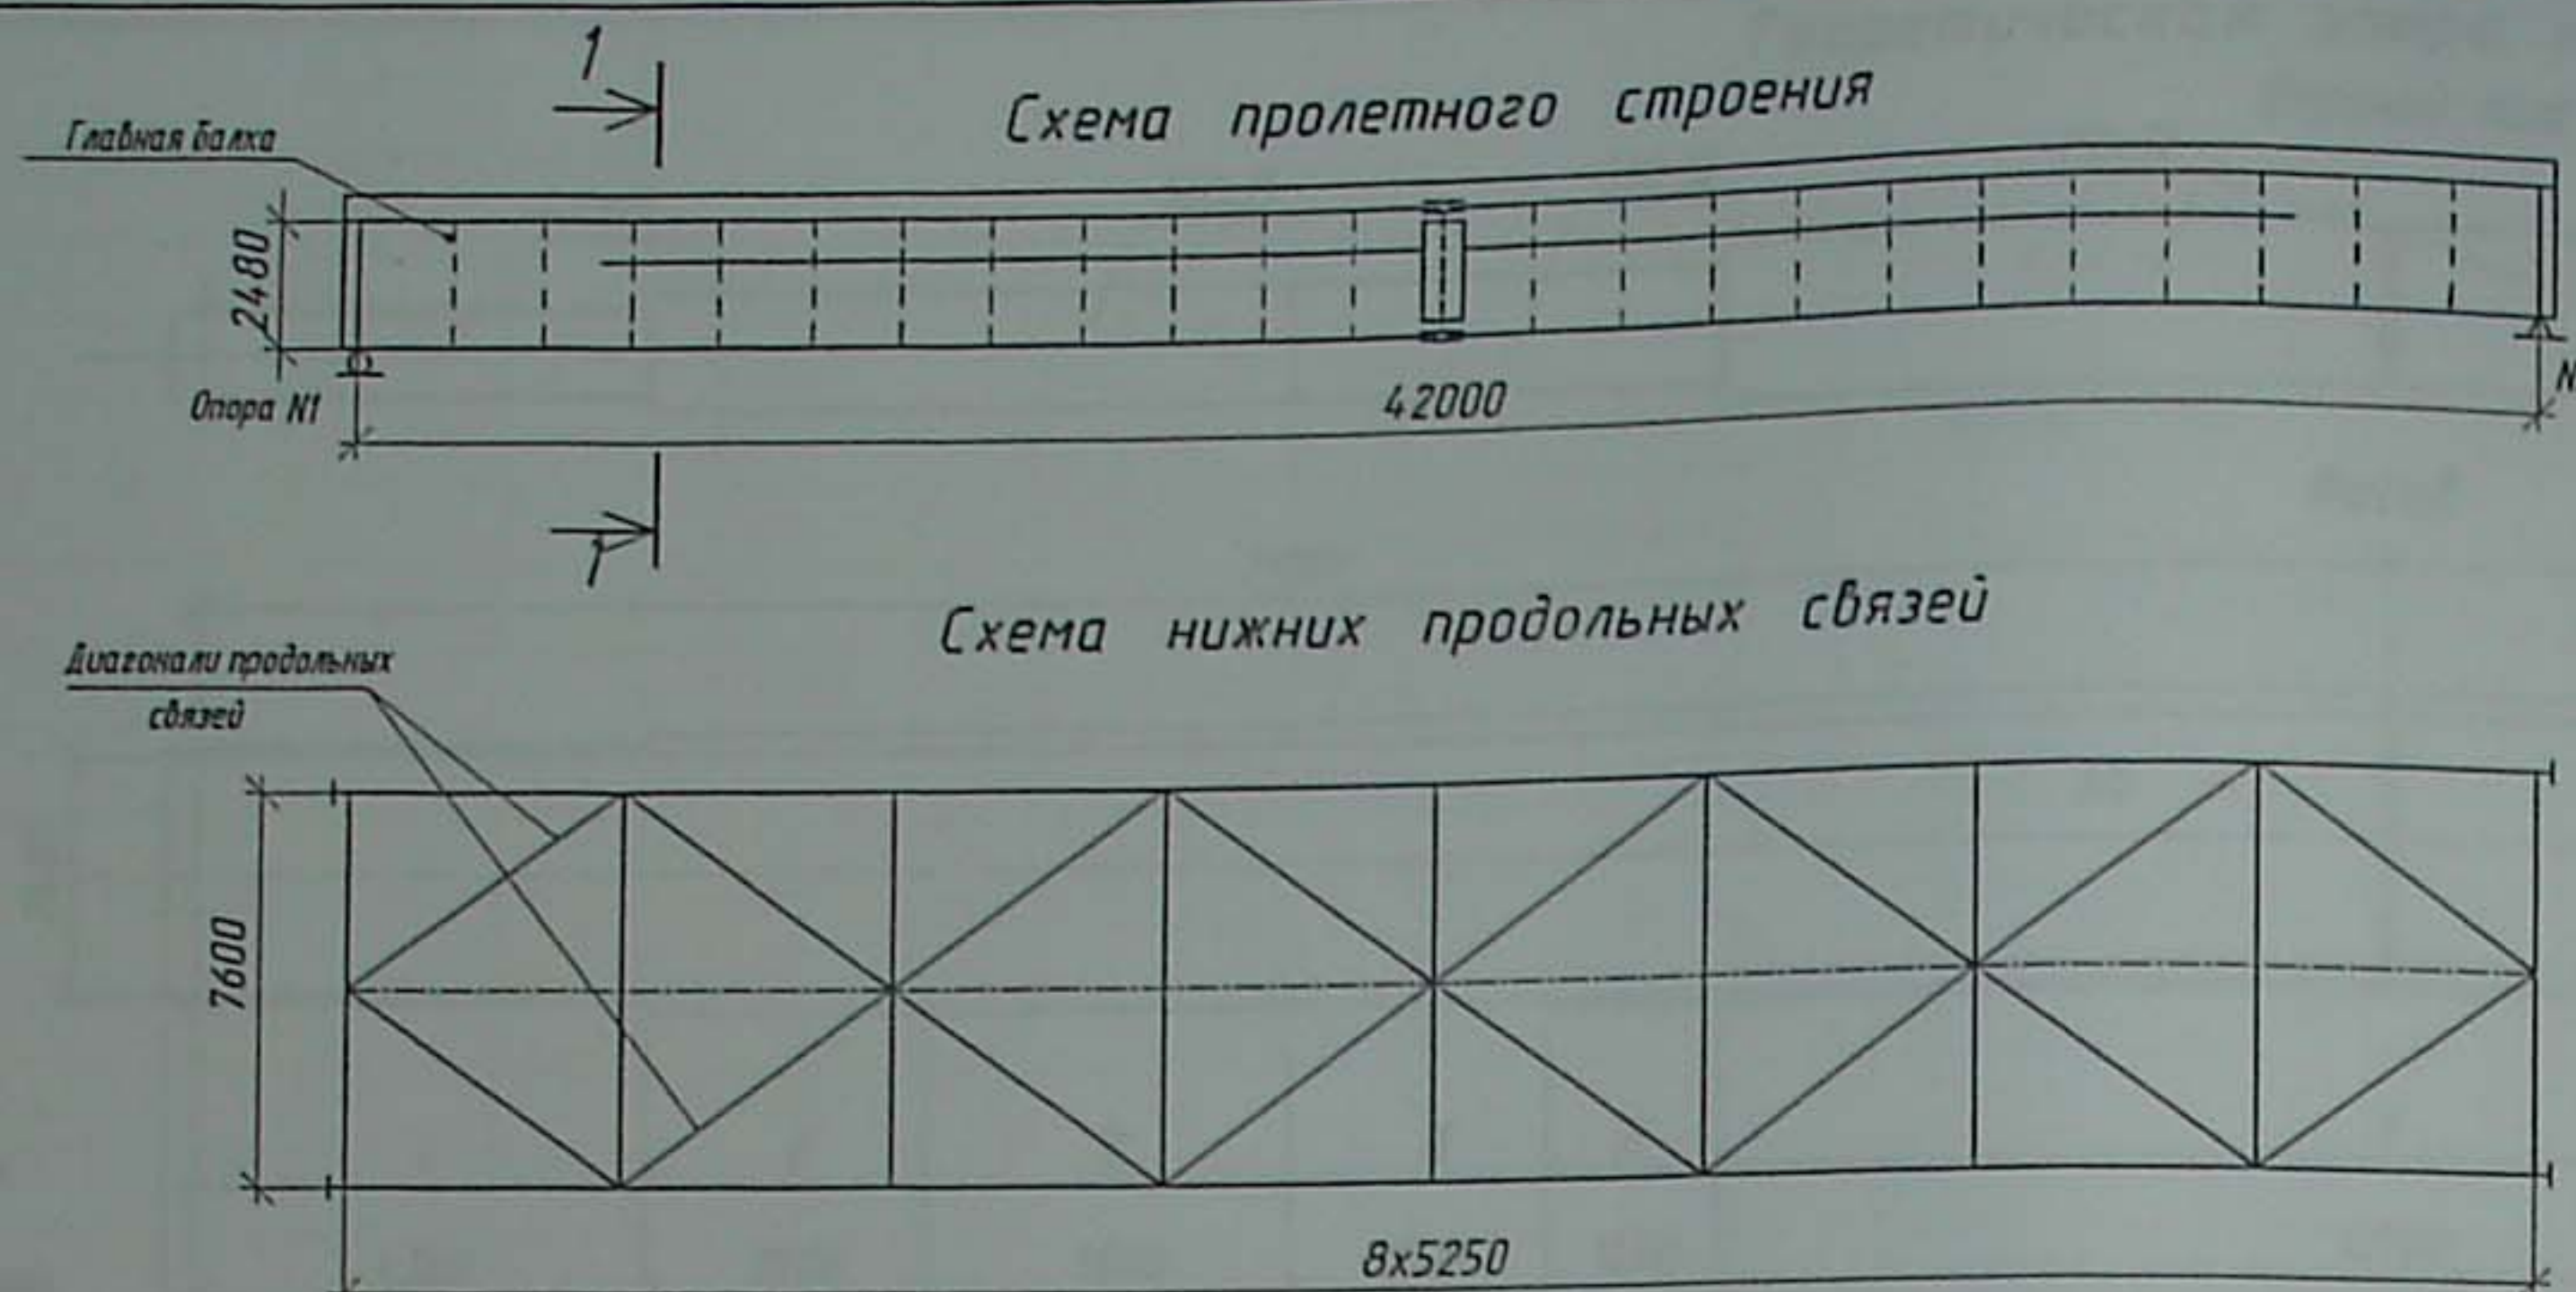 1
Схема пролетного строения
Главная балка
2480
Опора N1
42000
N
1
Схема нижних продольных связей
Диагонали продольных
связей
7600
8х5250